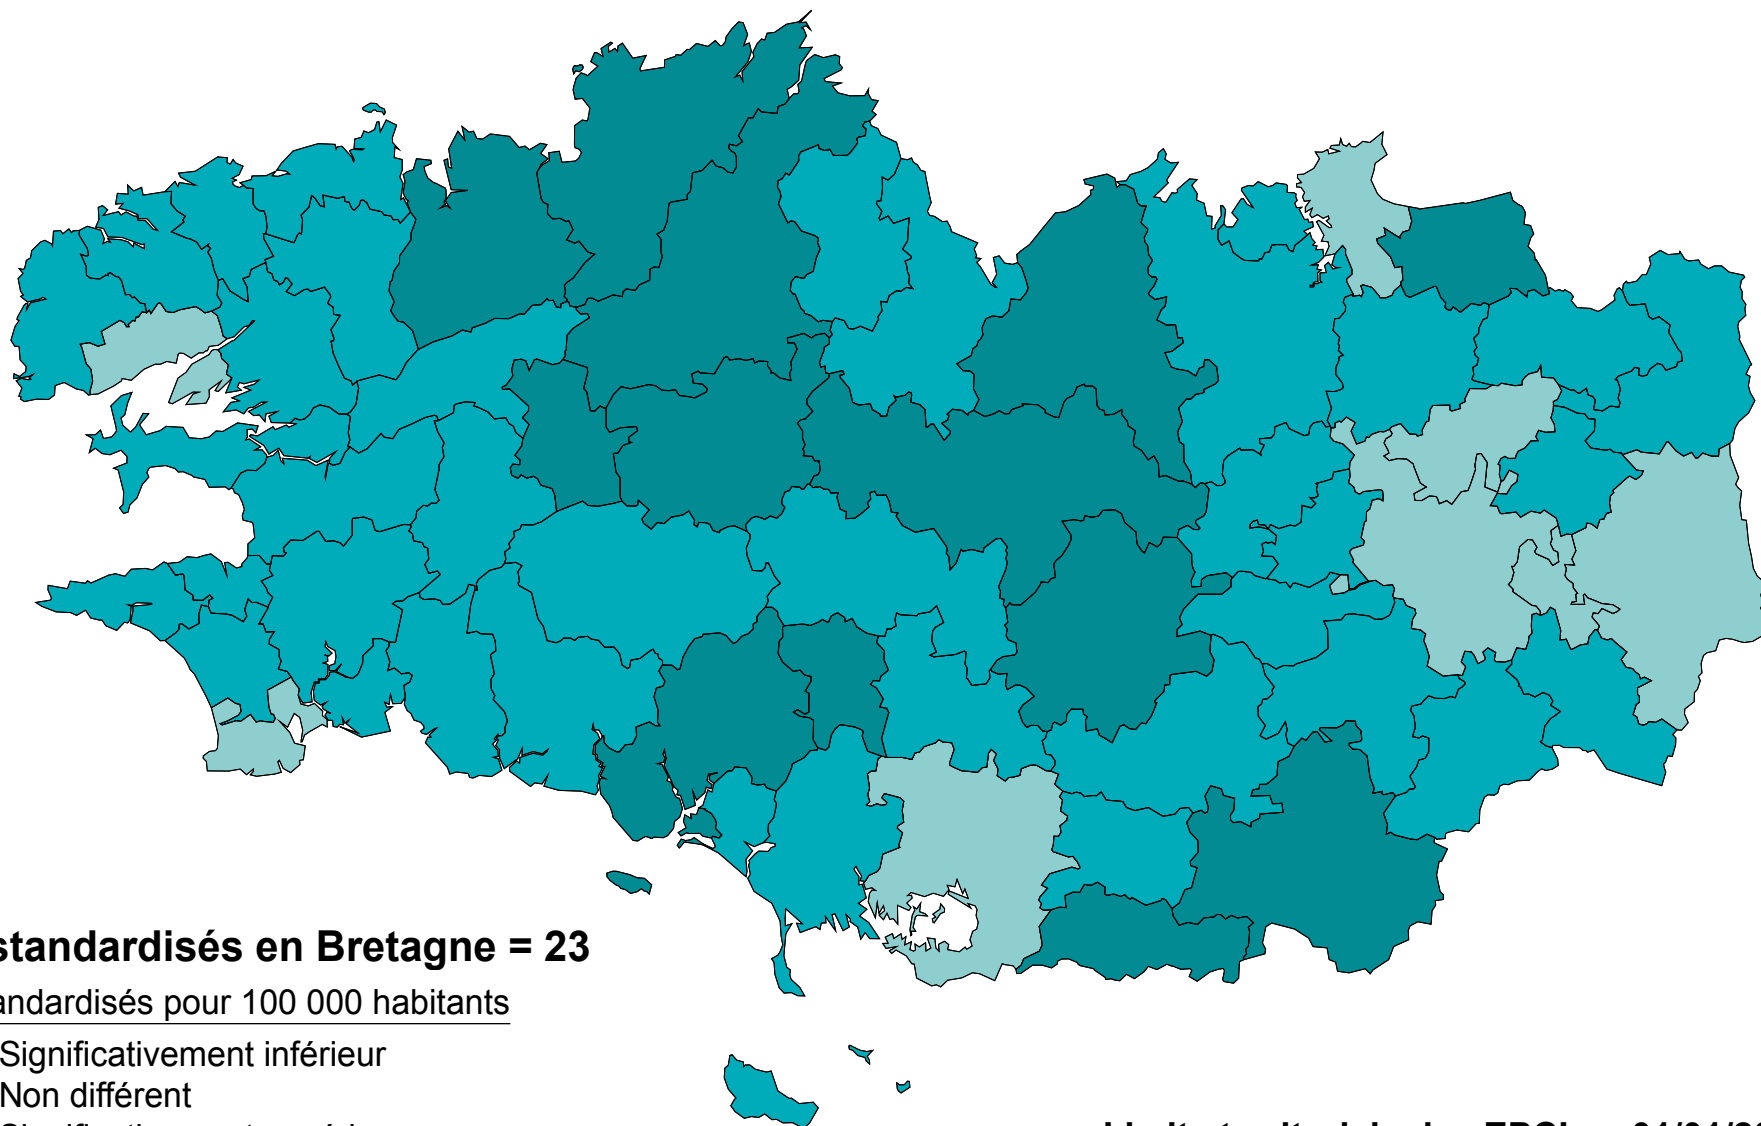 standardisés en Bretagne = 23
andardisés pour 100 000 habitants
Significativement inférieur
Non différent